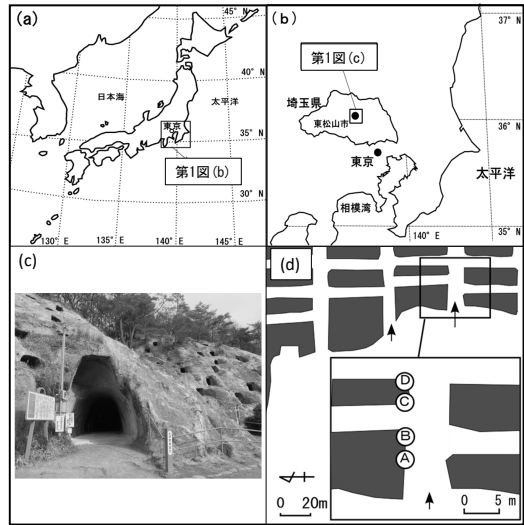 (a)
45° N
40° N
日本海
太平洋
東京
35° N
第1図(b)
30° N
130° E
135° E
140° E
145° E
(b)
37° N
第1図(c)
埼玉県
東松山市
36° N
東京
太平洋
相模湾
140° E
35° N
(c)
(d)
D
C
B
A
0 20m
0 5 m